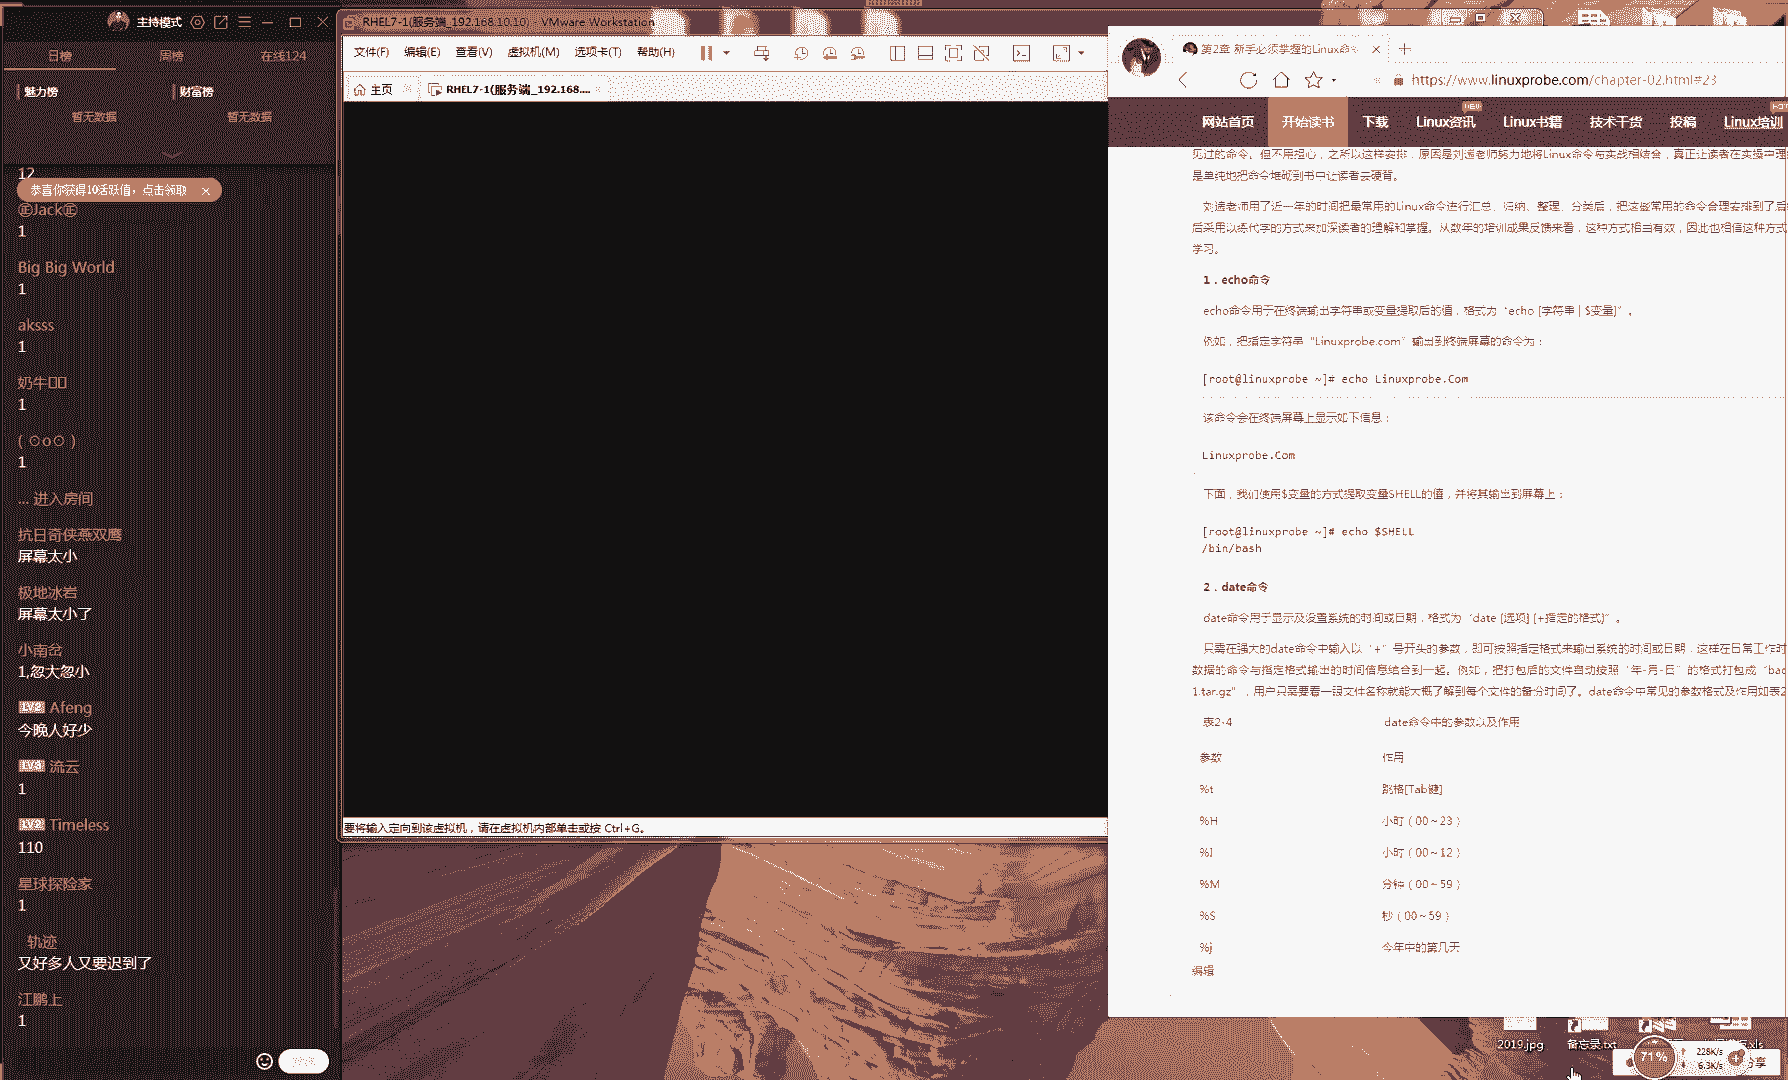 主持模式
日榜 周榜 在线124
魅力榜 财富榜
暂无数据 暂无数据
12
恭喜你获得10活跃值，点击领取 ×
㊣Jack㊣
1
Big Big World
1
aksss
1
奶牛
1
( ⊙o⊙ )
1
... 进入房间
抗日奇侠燕双鹰
屏幕太小
极地冰岩
屏幕太小了
小南岔
1,忽大忽小
LV2 Afeng
今晚人好少
流云
1
LV2 Timeless
110
星球探险家
1
轨迹
又好多人又要迟到了
江鹏上
1
RHEL7-1(服务端_192.168.10.10) - VMware Workstation
文件(F) 编辑(E) 查看(V) 虚拟机(M) 选项卡(T) 帮助(H)
主页 RHEL7-1(服务端_192.168....
要将输入定向到该虚拟机，请在虚拟机内部单击或按 Ctrl+G。
第2章 新手必须掌握的Linux命令
https://www.linuxprobe.com/chapter-02.html#23
网站首页 开始读书 下载 Linux资讯 Linux书籍 技术干货 投稿 Linux培训
见过的命令。但不用担心，之所以这样安排，原因是刘遄老师努力地将Linux命令与实战相结合，真正让读者在实操中理
是单纯地把命令堆砌到书中让读者去硬背。
刘遄老师用了近一年的时间把最常用的Linux命令进行汇总、归纳、整理、分类后，把这些常用的命令合理安排到了后
后采用以练代学的方式来加深读者的理解和掌握。从数年的培训成果反馈来看，这种方式相当有效，因此也相信这种方式
学习。
1．echo命令
echo命令用于在终端输出字符串或变量提取后的值，格式为“echo [字符串 | $变量]”。
例如，把指定字符串“Linuxprobe.com”输出到终端屏幕的命令为：
[root@linuxprobe ~]# echo Linuxprobe.Com
该命令会在终端屏幕上显示如下信息：
Linuxprobe.Com
下面，我们使用$变量的方式提取变量SHELL的值，并将其输出到屏幕上：
[root@linuxprobe ~]# echo $SHELL
/bin/bash
2．date命令
date命令用于显示及设置系统的时间或日期，格式为“date [选项] [+指定的格式]”。
只需在强大的date命令中输入以“+”号开头的参数，即可按照指定格式来输出系统的时间或日期，这样在日常工作时
数据的命令与指定格式输出的时间信息结合到一起。例如，把打包后的文件自动按照“年-月-日”的格式打包成“bac
1.tar.gz”，用户只需要看一眼文件名称就能大概了解到每个文件的备份时间了。date命令中常见的参数格式及作用如表2
表2-4 date命令中的参数以及作用
参数 作用
%t 跳格[Tab键]
%H 小时（00～23）
%I 小时（00～12）
%M 分钟（00～59）
%S 秒（00～59）
%j 今年中的第几天
编辑
2019.jpg 备忘录.txt .xls
71% 228K/s
6.3K/s